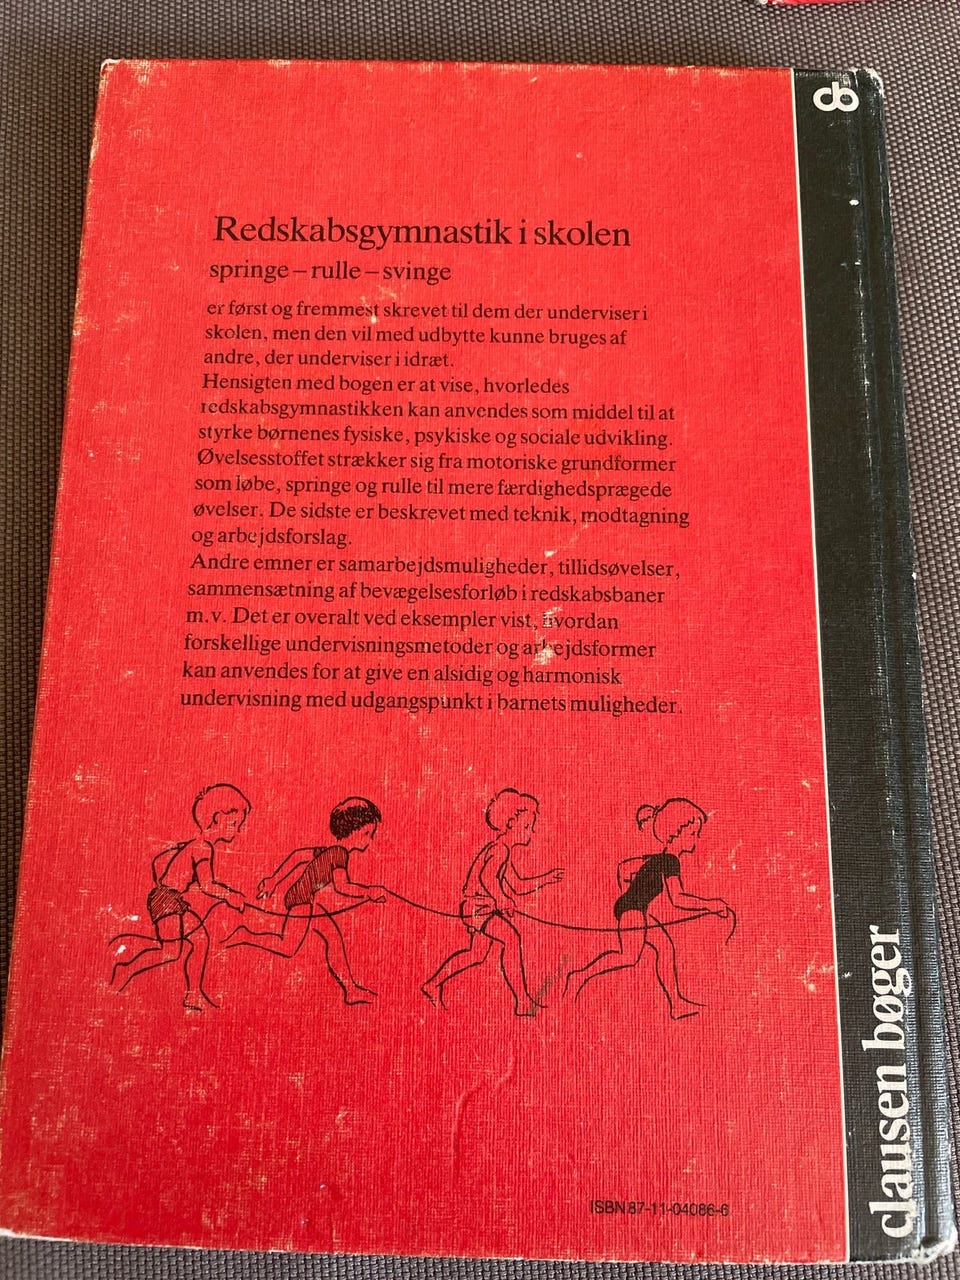 Redskabsgymnastik i skolen
springe – rulle – svinge
er først og fremmest skrevet til dem der underviser i
skolen, men den vil med udbytte kunne bruges af
andre, der underviser i idræt.
Hensigten med bogen er at vise, hvorledes
redskabsgymnastikken kan anvendes som middel til at
styrke børnenes fysiske, psykiske og sociale udvikling.
Øvelsesstoffet strækker sig fra motoriske grundformer
som løbe, springe og rulle til mere færdighedsprægede
øvelser. De sidste er beskrevet med teknik, modtagning
og arbejdsforslag.
Andre emner er samarbejdsmuligheder, tillidsøvelser,
sammensætning af bevægelsesforløb i redskabsbaner
m.v. Det er overalt ved eksempler vist, hvordan
forskellige undervisningsmetoder og arbejdsformer
kan anvendes for at give en alsidig og harmonisk
undervisning med udgangspunkt i barnets muligheder.
ISBN 87-11-04086-6
clausen bøger
cb